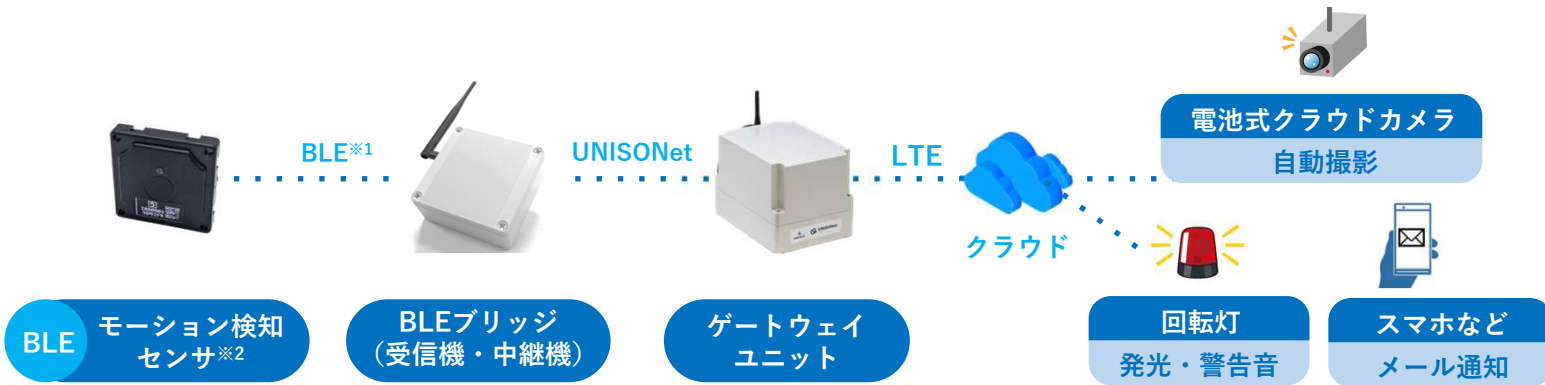 電池式クラウドカメラ
自動撮影
BLE※1
UNISONet
LTE
クラウド
BLE
モーション検知
センサ※2
BLEブリッジ
（受信機・中継機）
ゲートウェイ
ユニット
回転灯
発光・警告音
スマホなど
メール通知